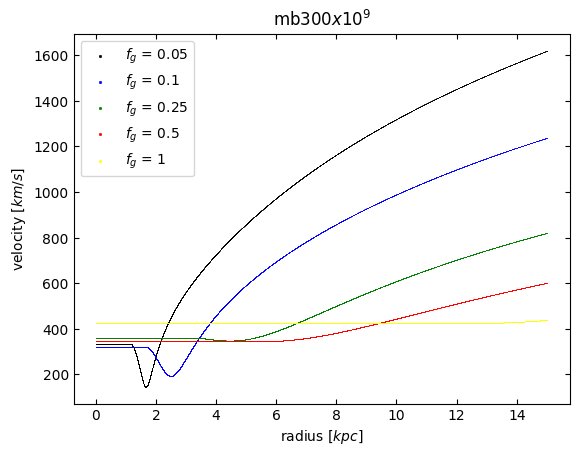 mb300x10^9
f_g = 0.05
f_g = 0.1
f_g = 0.25
f_g = 0.5
f_g = 1
velocity [km/s]
1600
1400
1200
1000
800
600
400
200
0 2 4 6 8 10 12 14
radius [kpc]